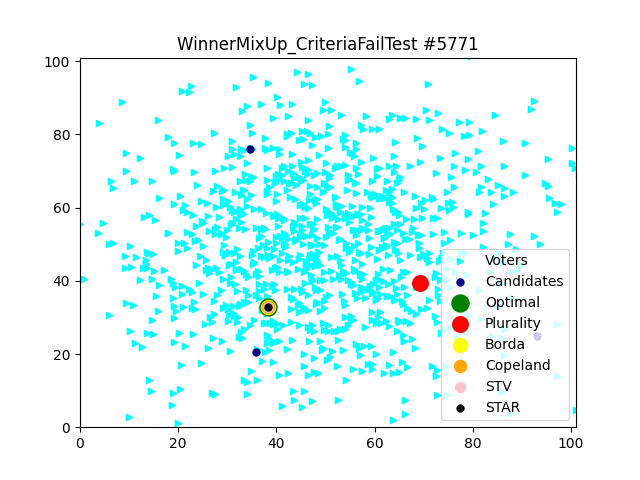 WinnerMixUp_CriteriaFailTest #5771
100
80
60
40
20
0
0
20
40
60
80
100
Voters
Candidates
Optimal
Plurality
Borda
Copeland
STV
STAR